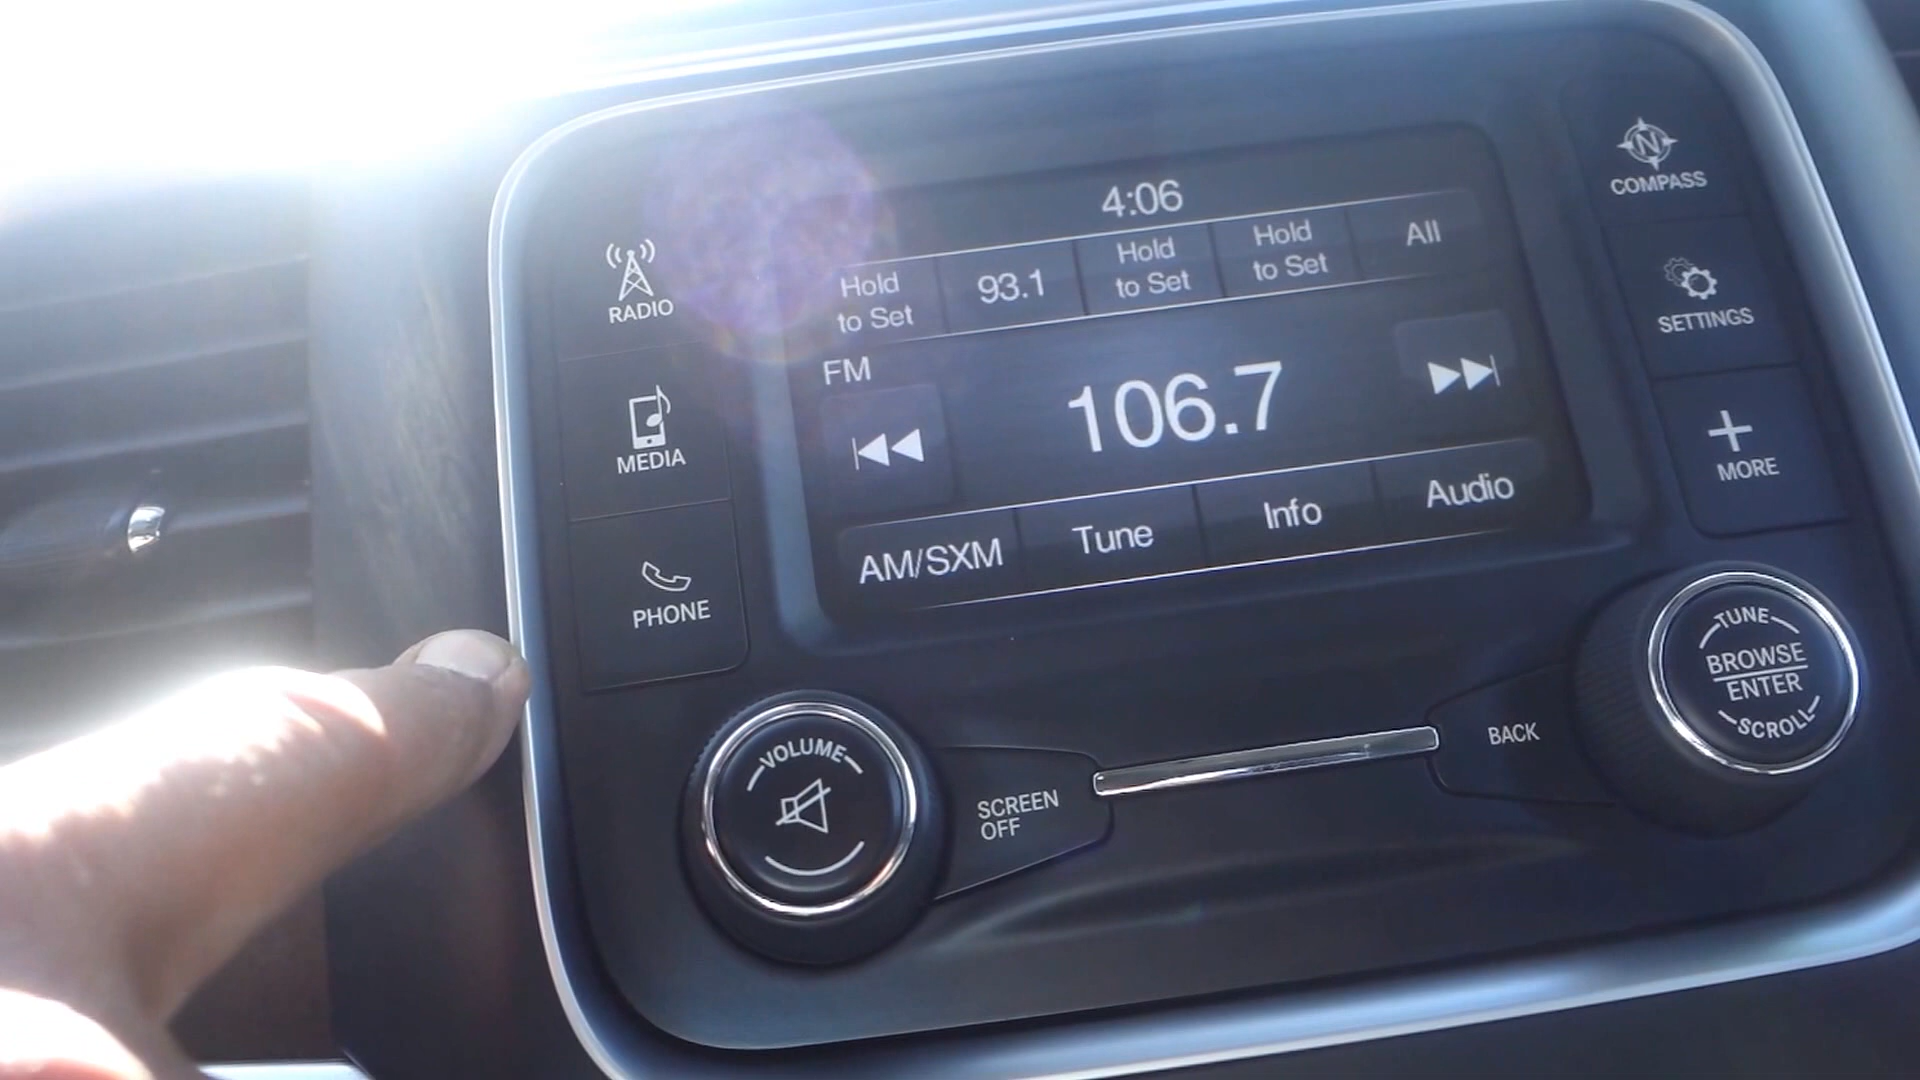 4:06
Hold
to Set
93.1
Hold
to Set
Hold
to Set
All
FM
106.7
AM/SXM
Tune
Info
Audio
RADIO
MEDIA
PHONE
N
COMPASS
SETTINGS
MORE
VOLUME
SCREEN
OFF
BACK
TUNE
BROWSE
ENTER
SCROLL